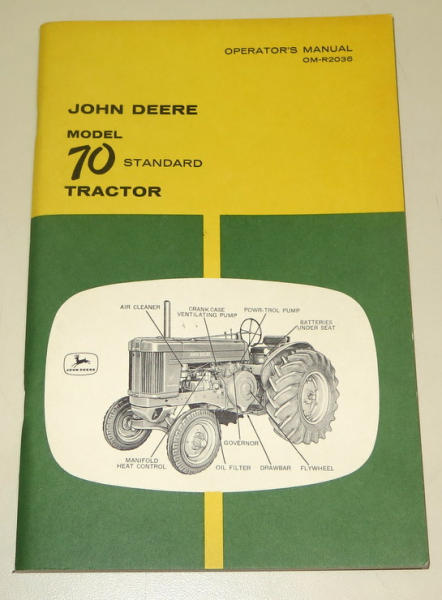 OPERATOR'S MANUAL
OM-R2036
JOHN DEERE
MODEL
70 STANDARD
TRACTOR
AIR CLEANER
CRANKCASE
VENTILATING PUMP
POWR-TROL PUMP
BATTERIES
UNDER SEAT
JOHN DEERE
GOVERNOR
MANIFOLD
HEAT CONTROL
OIL FILTER
DRAWBAR
FLYWHEEL